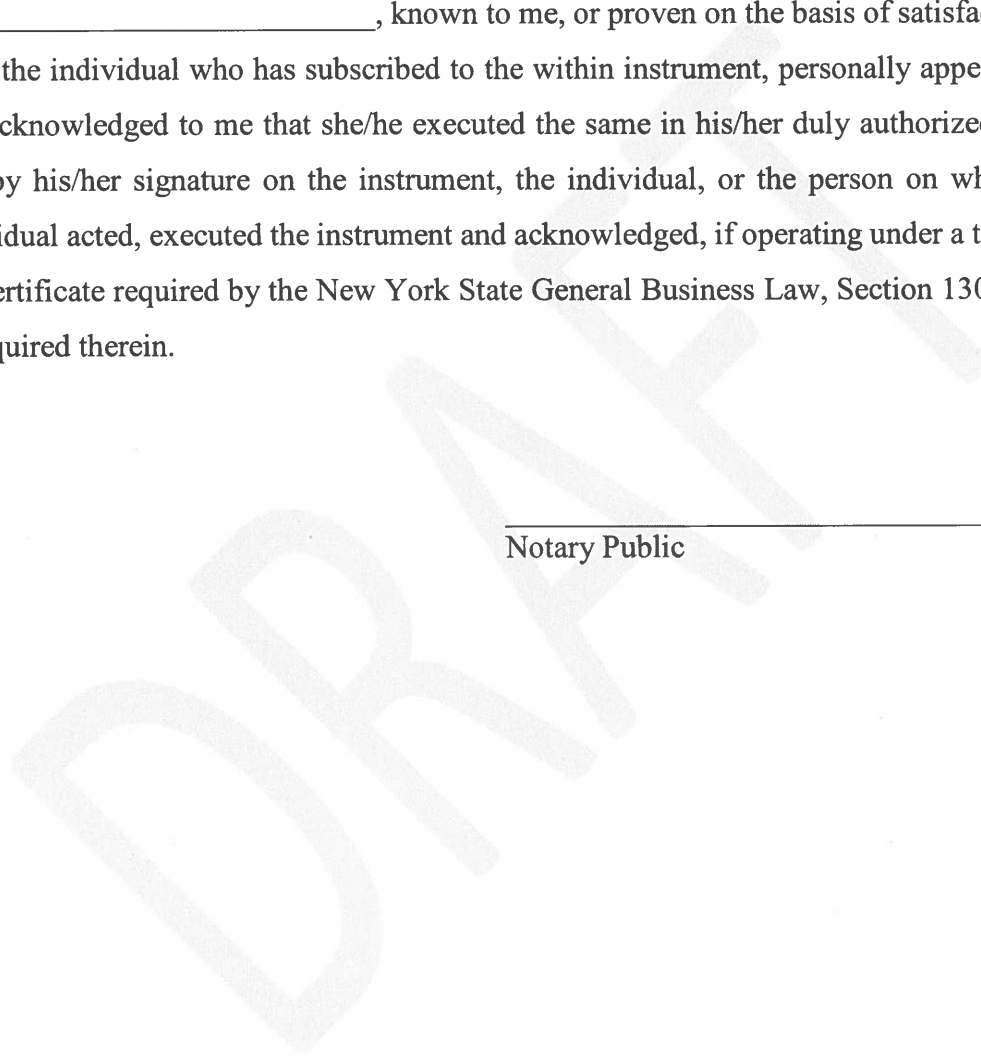 ____________________, known to me, or proven on the basis of satisfa
the individual who has subscribed to the within instrument, personally appe
cknowledged to me that she/he executed the same in his/her duly authorize
by his/her signature on the instrument, the individual, or the person on wh
idual acted, executed the instrument and acknowledged, if operating under a t
ertificate required by the New York State General Business Law, Section 130
quired therein.
Notary Public
DRAFT